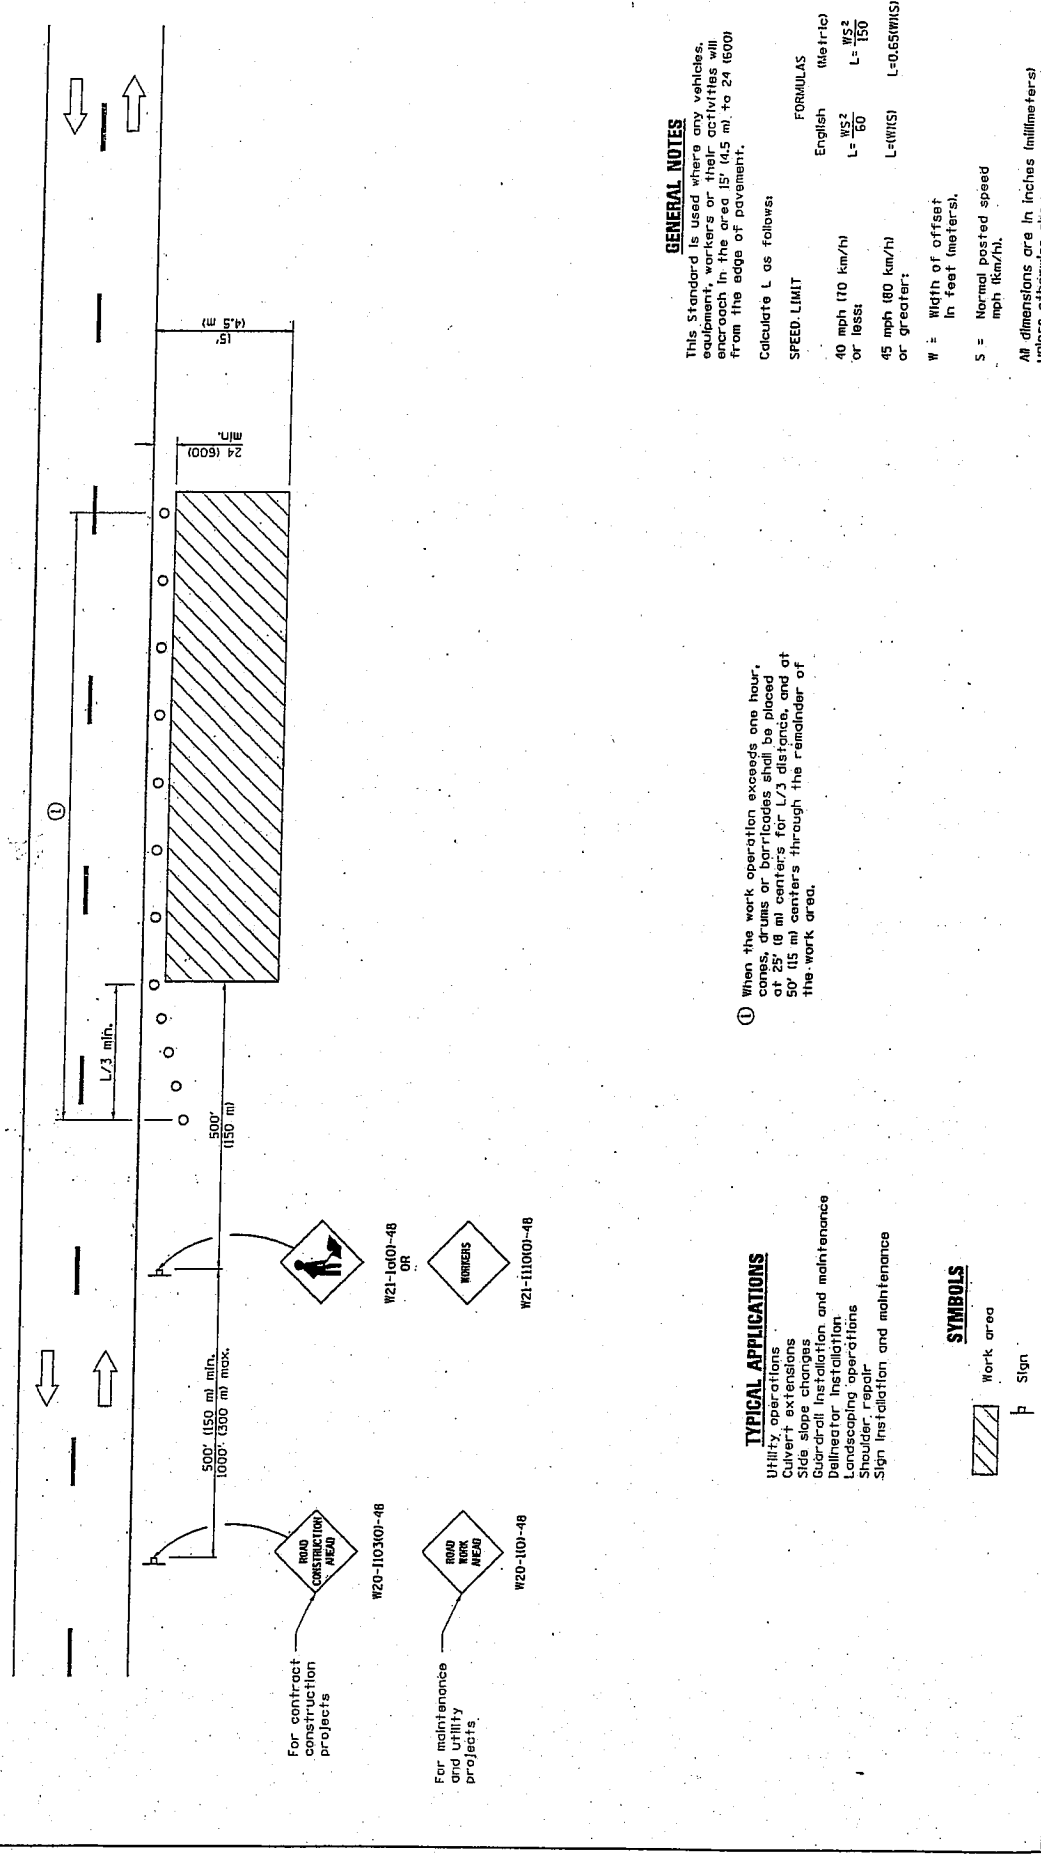 ①
15'
(4.5 m)
24 (600)
min.
L/3 min.
500'
(150 m)
500' (150 m) min.
1000' (300 m) max.
ROAD
CONSTRUCTION
AHEAD
W20-I103(O)-48
For contract
construction
projects
ROAD
WORK
AHEAD
W20-1(O)-48
For maintenance
and utility
projects
W21-1a(O)-48
OR
WORKERS
W21-I110(O)-48
TYPICAL APPLICATIONS
Utility operations
Culvert extensions
Side slope changes
Guardrail installation and maintenance
Delineator installation
Landscaping operations
Shoulder repair
Sign installation and maintenance
SYMBOLS
Work area
Sign
① When the work operation exceeds one hour,
cones, drums or barricades shall be placed
at 25' (8 m) centers for L/3 distance, and at
50' (15 m) centers through the remainder of
the work area.
GENERAL NOTES
This Standard is used where any vehicles,
equipment, workers or their activities will
encroach in the area 15' (4.5 m) to 24 (600)
from the edge of pavement.
Calculate L as follows:
SPEED LIMIT FORMULAS
English (Metric)
40 mph (70 km/h) or less: L= WS²/60 L= WS²/150
45 mph (80 km/h) or greater: L=(W)(S) L=0.65(W)(S)
W = Width of offset
in feet (meters).
S = Normal posted speed
mph (km/h).
All dimensions are in inches (millimeters)